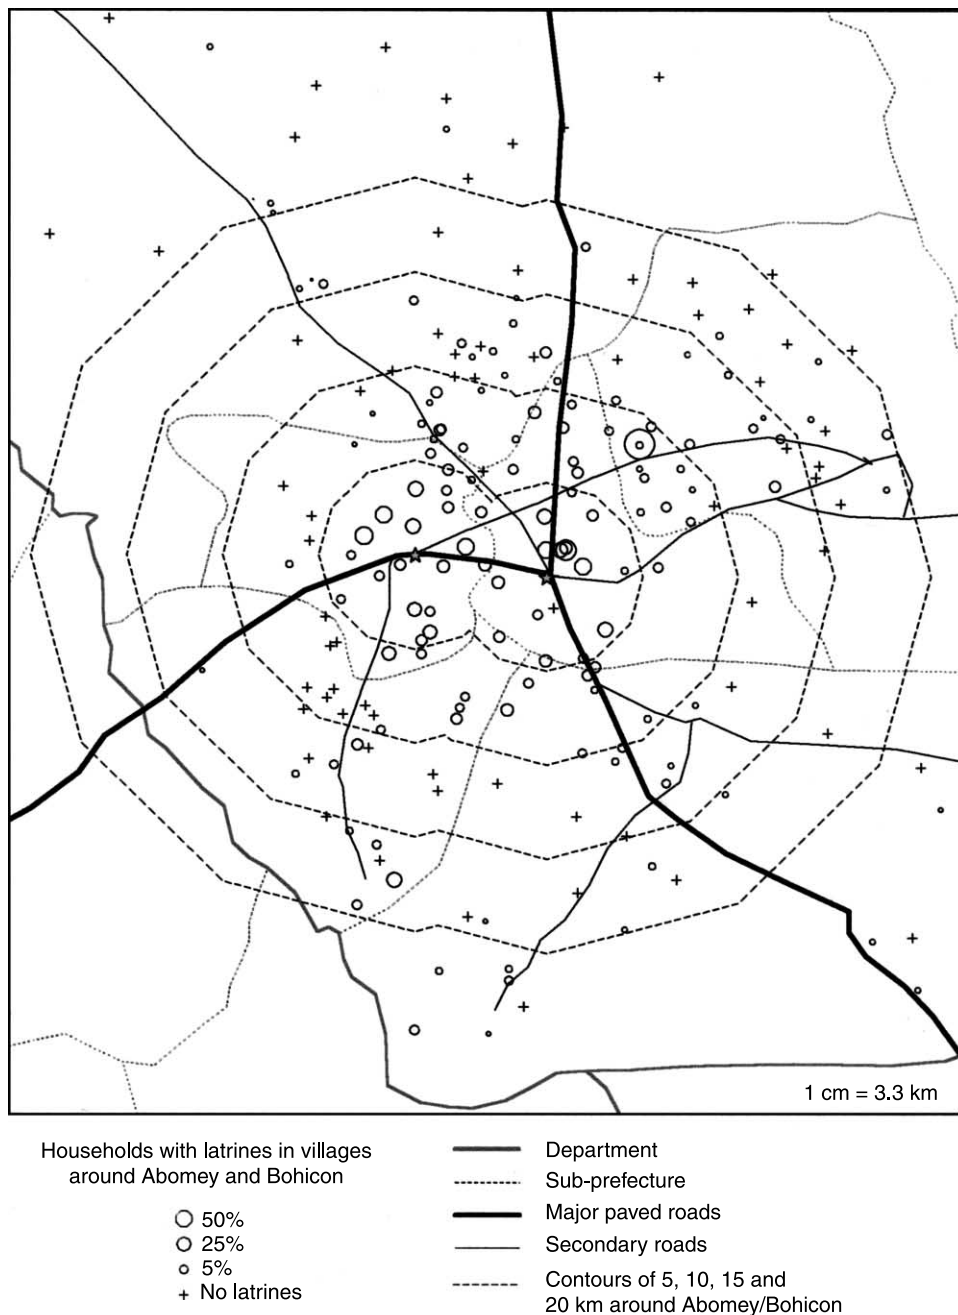 1 cm = 3.3 km
Households with latrines in villages
around Abomey and Bohicon
50%
25%
5%
No latrines
Department
Sub-prefecture
Major paved roads
Secondary roads
Contours of 5, 10, 15 and
20 km around Abomey/Bohicon